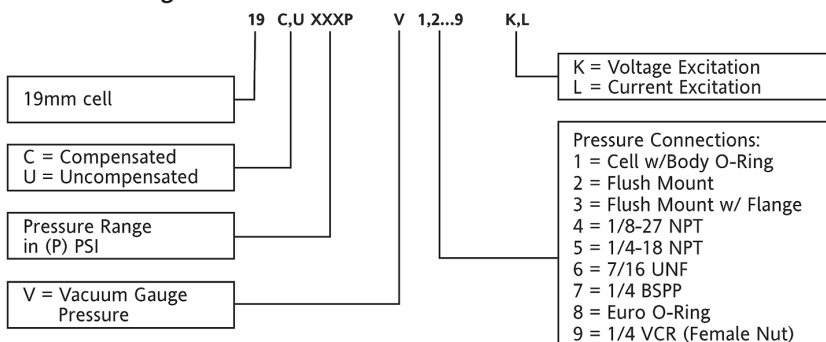 19 C,U XXXP V 1,2...9 K,L
19mm cell
C = Compensated
U = Uncompensated
Pressure Range
in (P) PSI
V = Vacuum Gauge
Pressure
K = Voltage Excitation
L = Current Excitation
Pressure Connections:
1 = Cell w/Body O-Ring
2 = Flush Mount
3 = Flush Mount w/ Flange
4 = 1/8-27 NPT
5 = 1/4-18 NPT
6 = 7/16 UNF
7 = 1/4 BSPP
8 = Euro O-Ring
9 = 1/4 VCR (Female Nut)